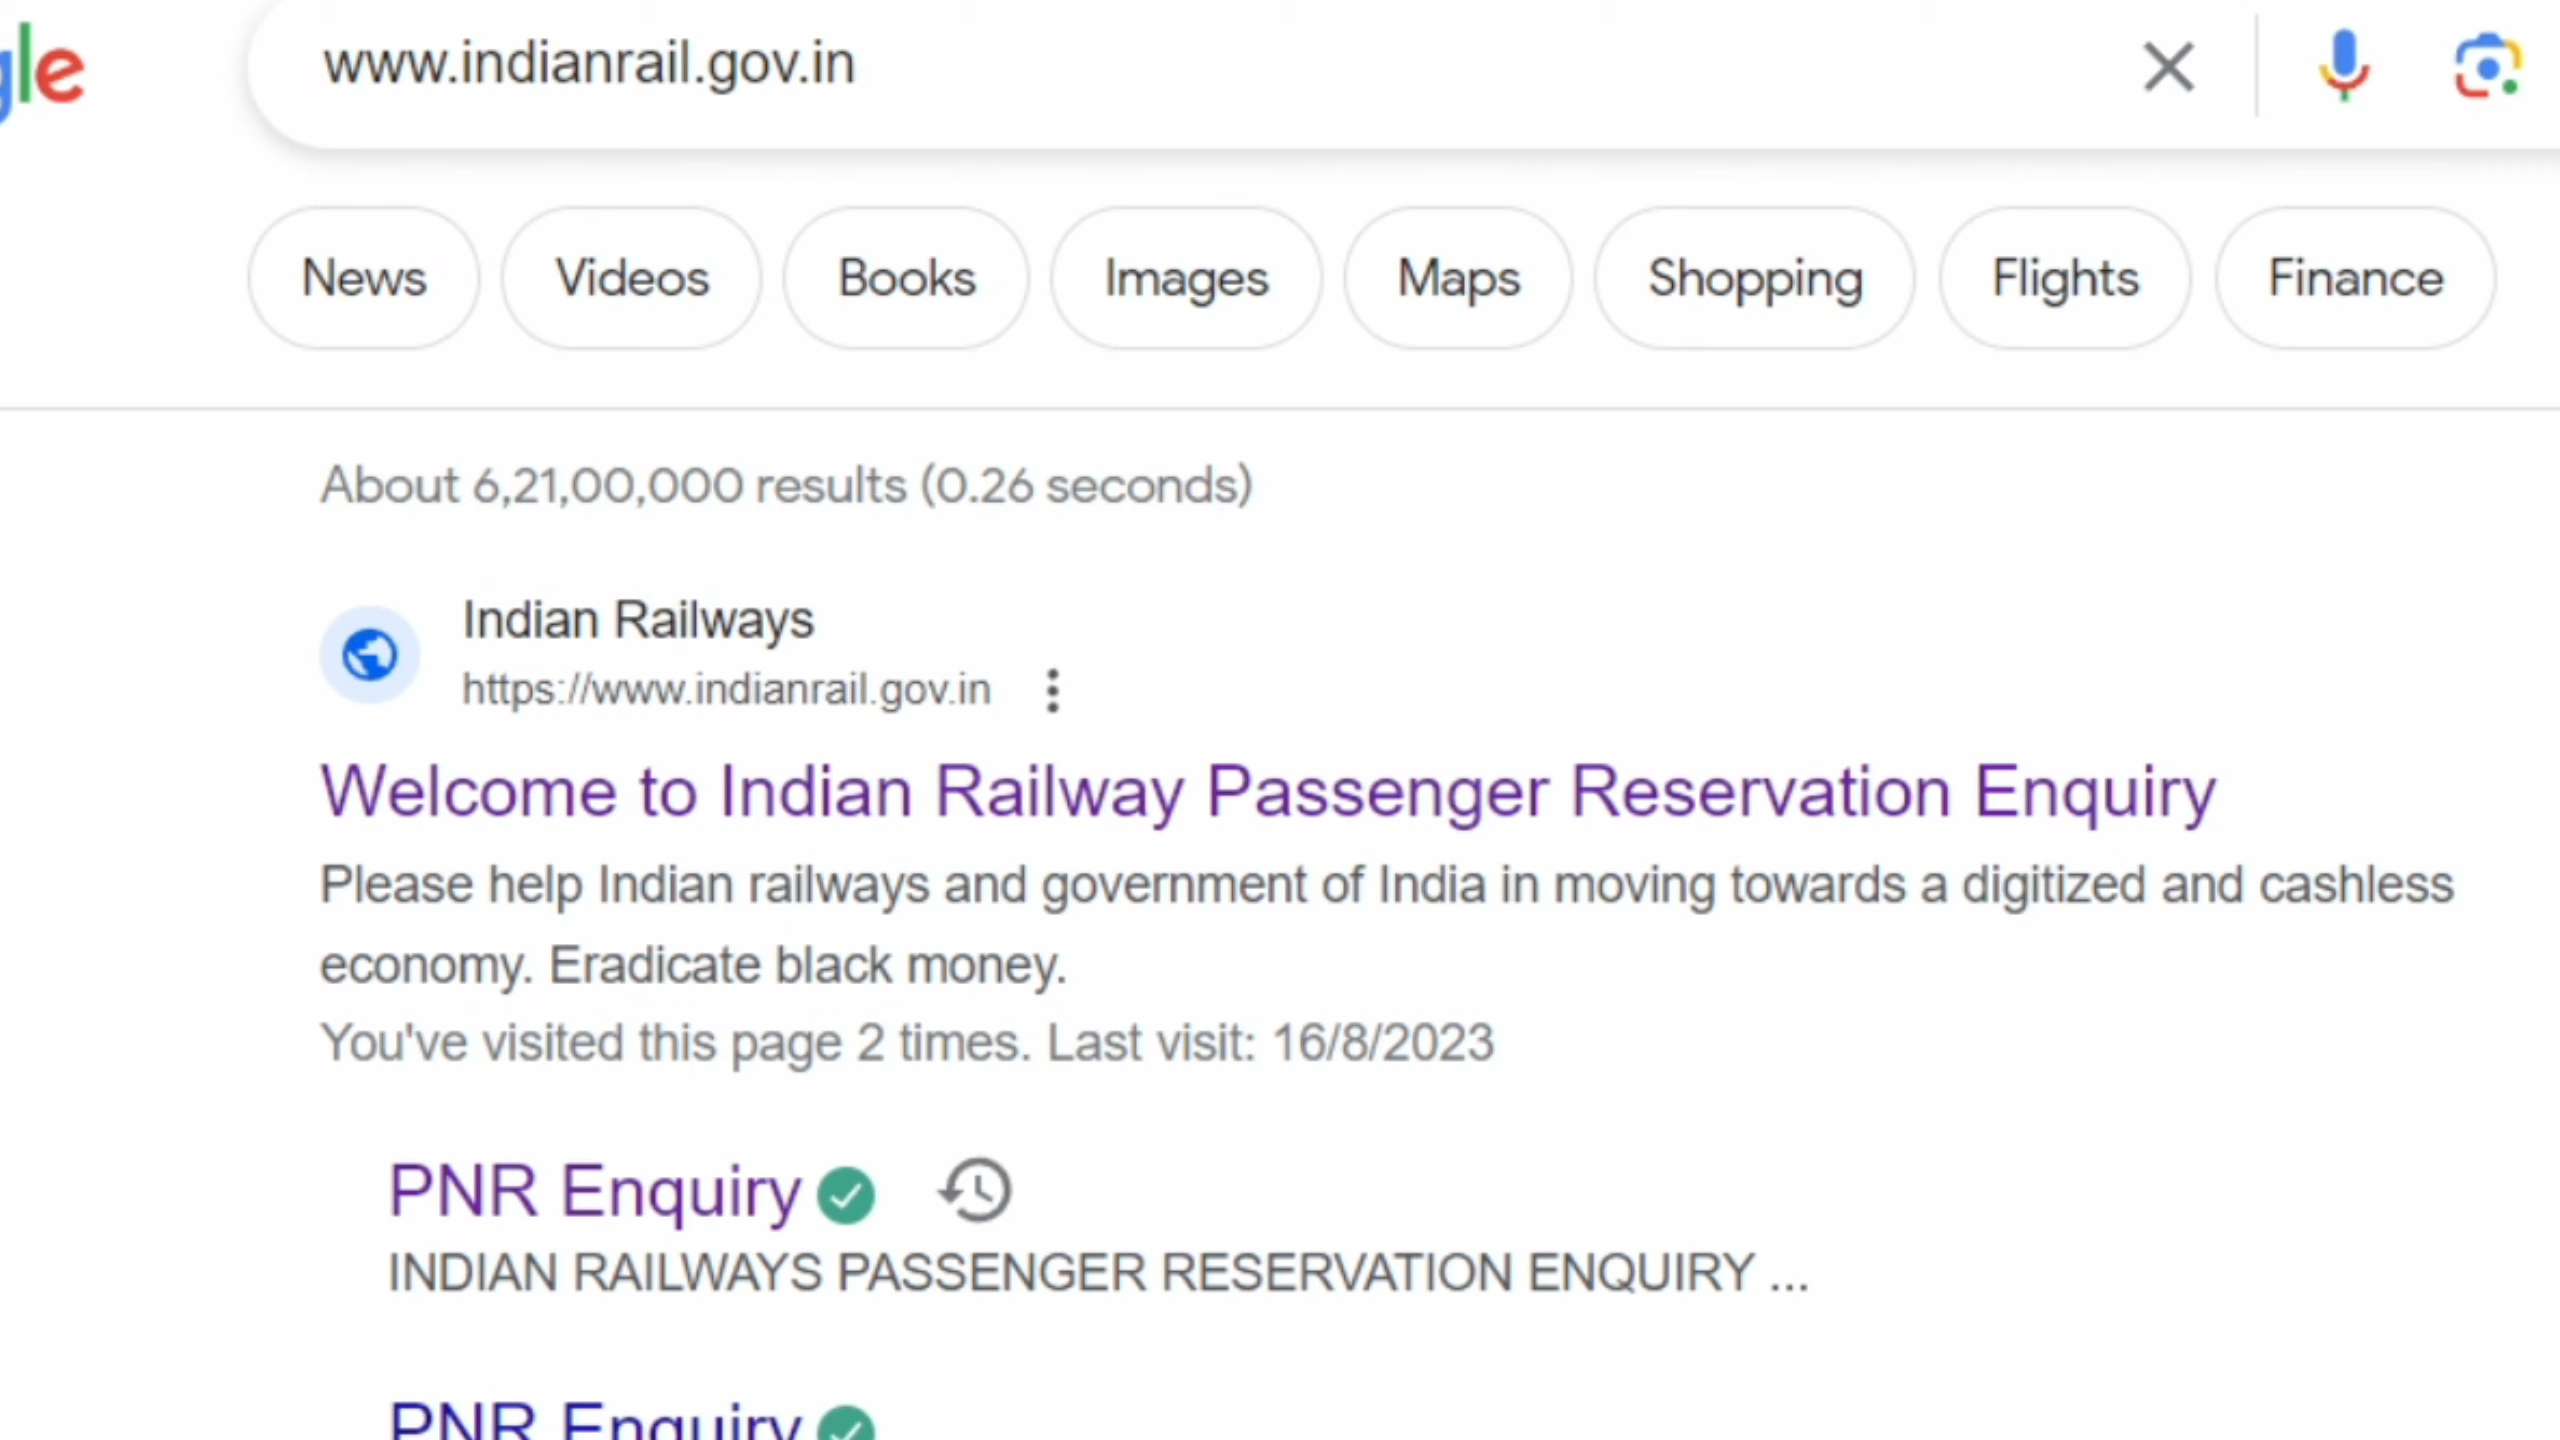 gle
www.indianrail.gov.in
News Videos Books Images Maps Shopping Flights Finance
About 6,21,00,000 results (0.26 seconds)
Indian Railways
https://www.indianrail.gov.in
Welcome to Indian Railway Passenger Reservation Enquiry
Please help Indian railways and government of India in moving towards a digitized and cashless
economy. Eradicate black money.
You've visited this page 2 times. Last visit: 16/8/2023
PNR Enquiry
INDIAN RAILWAYS PASSENGER RESERVATION ENQUIRY ...
PNR Enquiry